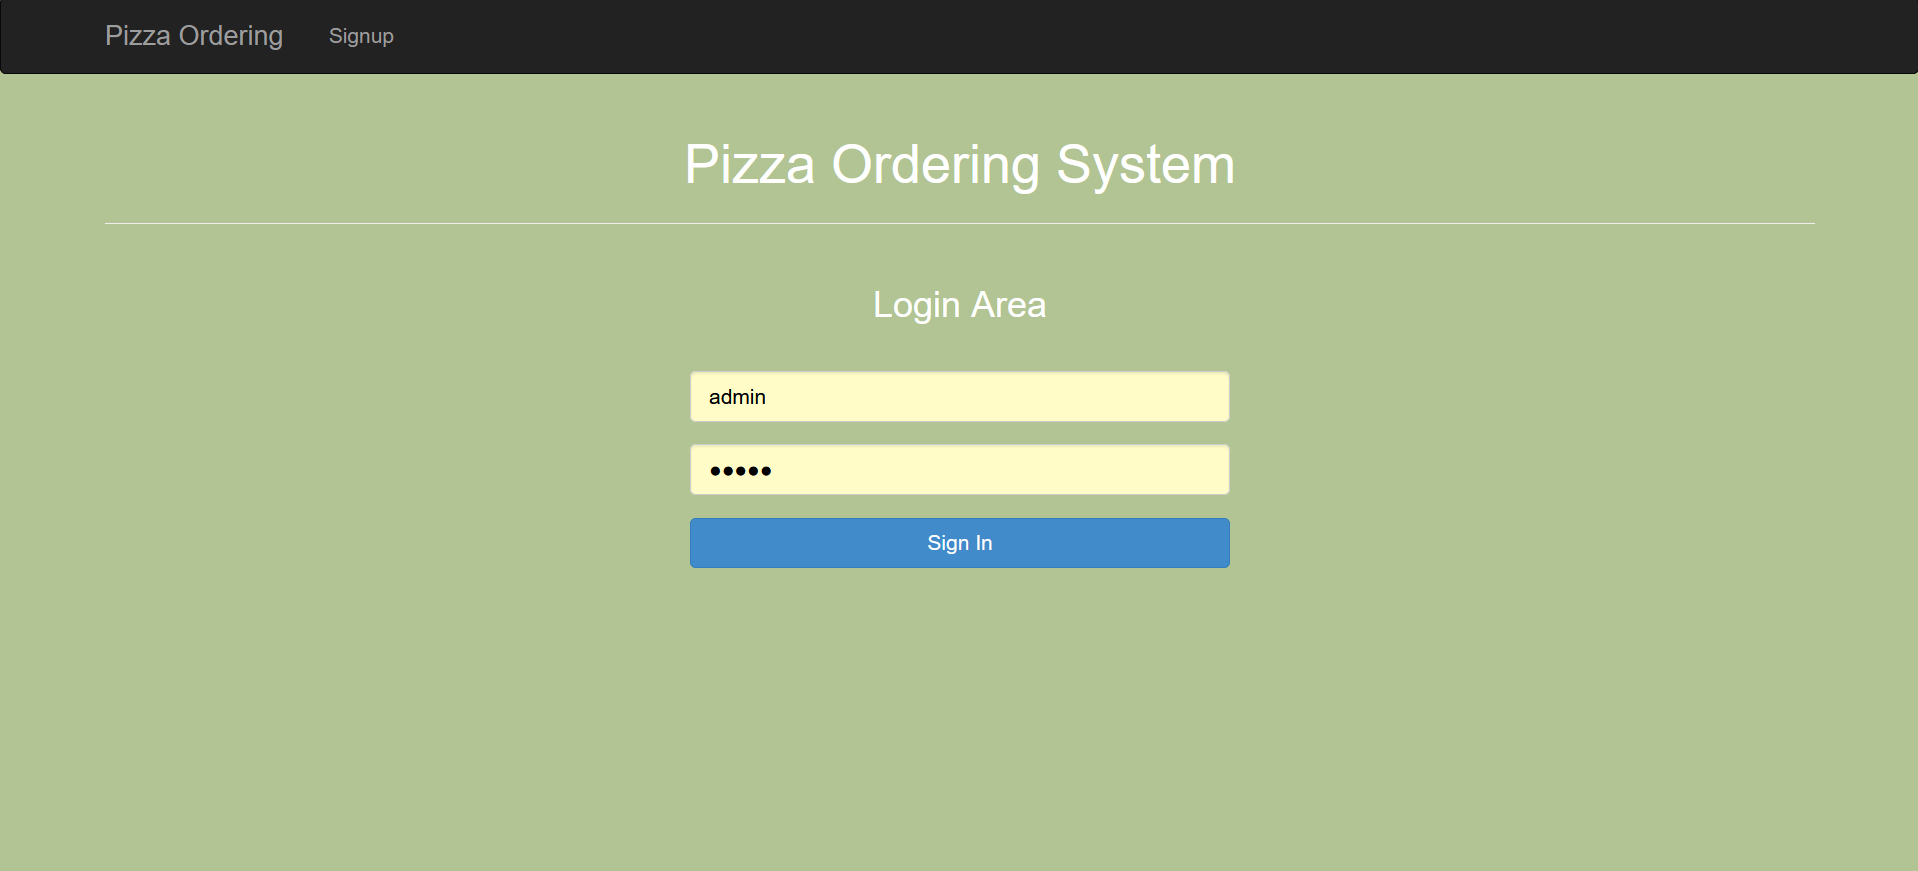 Pizza Ordering Signup
Pizza Ordering System
Login Area
admin
•••••
Sign In